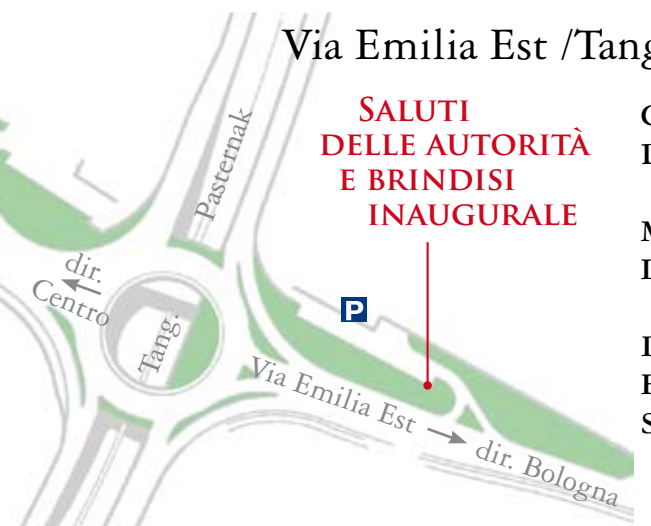 Via Emilia Est /Tang
SALUTI
DELLE AUTORITÀ
E BRINDISI
INAUGURALE
Pasternak
dir.
Centro
Tang.
P
Via Emilia Est
dir. Bologna